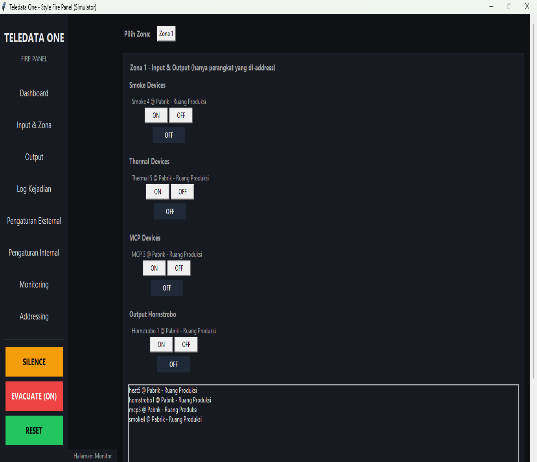 Teledata One - Style Fire Panel (Simulator)
TELEDATA ONE
FIRE PANEL
Dashboard
Input & Zona
Output
Log Kejadian
Pengaturan Eksternal
Pengaturan Internal
Monitoring
Addressing
SILENCE
EVACUATE (ON)
RESET
Pilih Zona: Zona 1
Zona 1 - Input & Output (hanya perangkat yang di-address)
Smoke Devices
Smoke 4 @ Pabrik - Ruang Produksi
ON OFF
OFF
Thermal Devices
Thermal 5 @ Pabrik - Ruang Produksi
ON OFF
OFF
MCP Devices
MCP 3 @ Pabrik - Ruang Produksi
ON OFF
OFF
Output Hornstrobo
Hornstrobo 1 @ Pabrik - Ruang Produksi
ON OFF
OFF
heat5 @ Pabrik - Ruang Produksi
hornstrobo1 @ Pabrik - Ruang Produksi
mcp3 @ Pabrik - Ruang Produksi
smoke4 @ Pabrik - Ruang Produksi
Halaman: Monitor